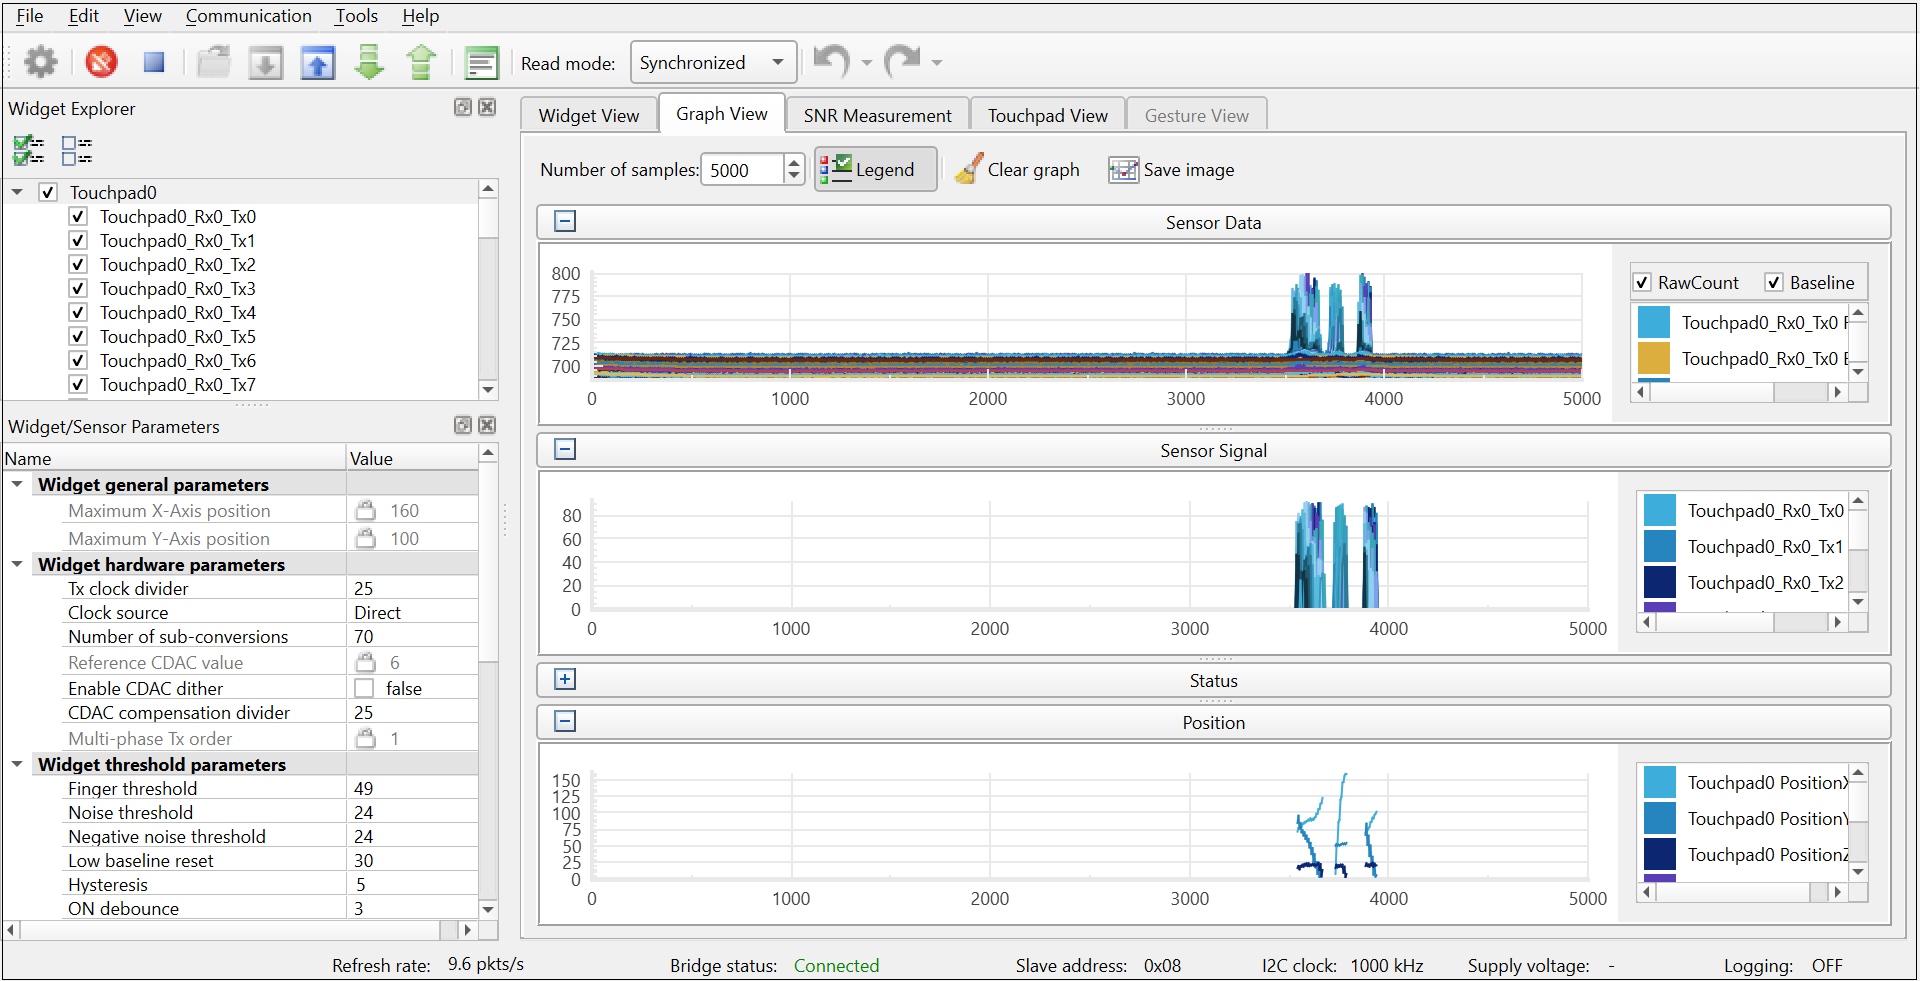 File Edit View Communication Tools Help
Read mode: Synchronized
Widget Explorer
Touchpad0
Touchpad0_Rx0_Tx0
Touchpad0_Rx0_Tx1
Touchpad0_Rx0_Tx2
Touchpad0_Rx0_Tx3
Touchpad0_Rx0_Tx4
Touchpad0_Rx0_Tx5
Touchpad0_Rx0_Tx6
Touchpad0_Rx0_Tx7
Widget/Sensor Parameters
Name Value
Widget general parameters
Maximum X-Axis position 160
Maximum Y-Axis position 100
Widget hardware parameters
Tx clock divider 25
Clock source Direct
Number of sub-conversions 70
Reference CDAC value 6
Enable CDAC dither false
CDAC compensation divider 25
Multi-phase Tx order 1
Widget threshold parameters
Finger threshold 49
Noise threshold 24
Negative noise threshold 24
Low baseline reset 30
Hysteresis 5
ON debounce 3
Widget View Graph View SNR Measurement Touchpad View Gesture View
Number of samples: 5000 Legend Clear graph Save image
Sensor Data
800
775
750
725
700
0 1000 2000 3000 4000 5000
RawCount Baseline
Touchpad0_Rx0_Tx0
Touchpad0_Rx0_Tx0
Sensor Signal
80
60
40
20
0
0 1000 2000 3000 4000 5000
Touchpad0_Rx0_Tx0
Touchpad0_Rx0_Tx1
Touchpad0_Rx0_Tx2
Status
Position
150
125
100
75
50
25
0
0 1000 2000 3000 4000 5000
Touchpad0 PositionX
Touchpad0 PositionY
Touchpad0 PositionZ
Refresh rate: 9.6 pkts/s Bridge status: Connected Slave address: 0x08 I2C clock: 1000 kHz Supply voltage: - Logging: OFF